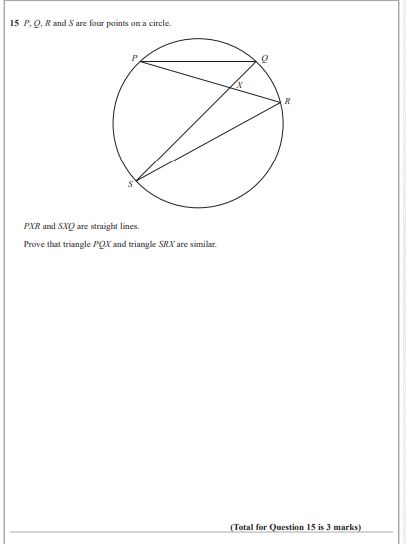 15 P, Q, R and S are four points on a circle.
P
Q
X
R
S
PXR and SXQ are straight lines.
Prove that triangle PQX and triangle SRX are similar.
(Total for Question 15 is 3 marks)